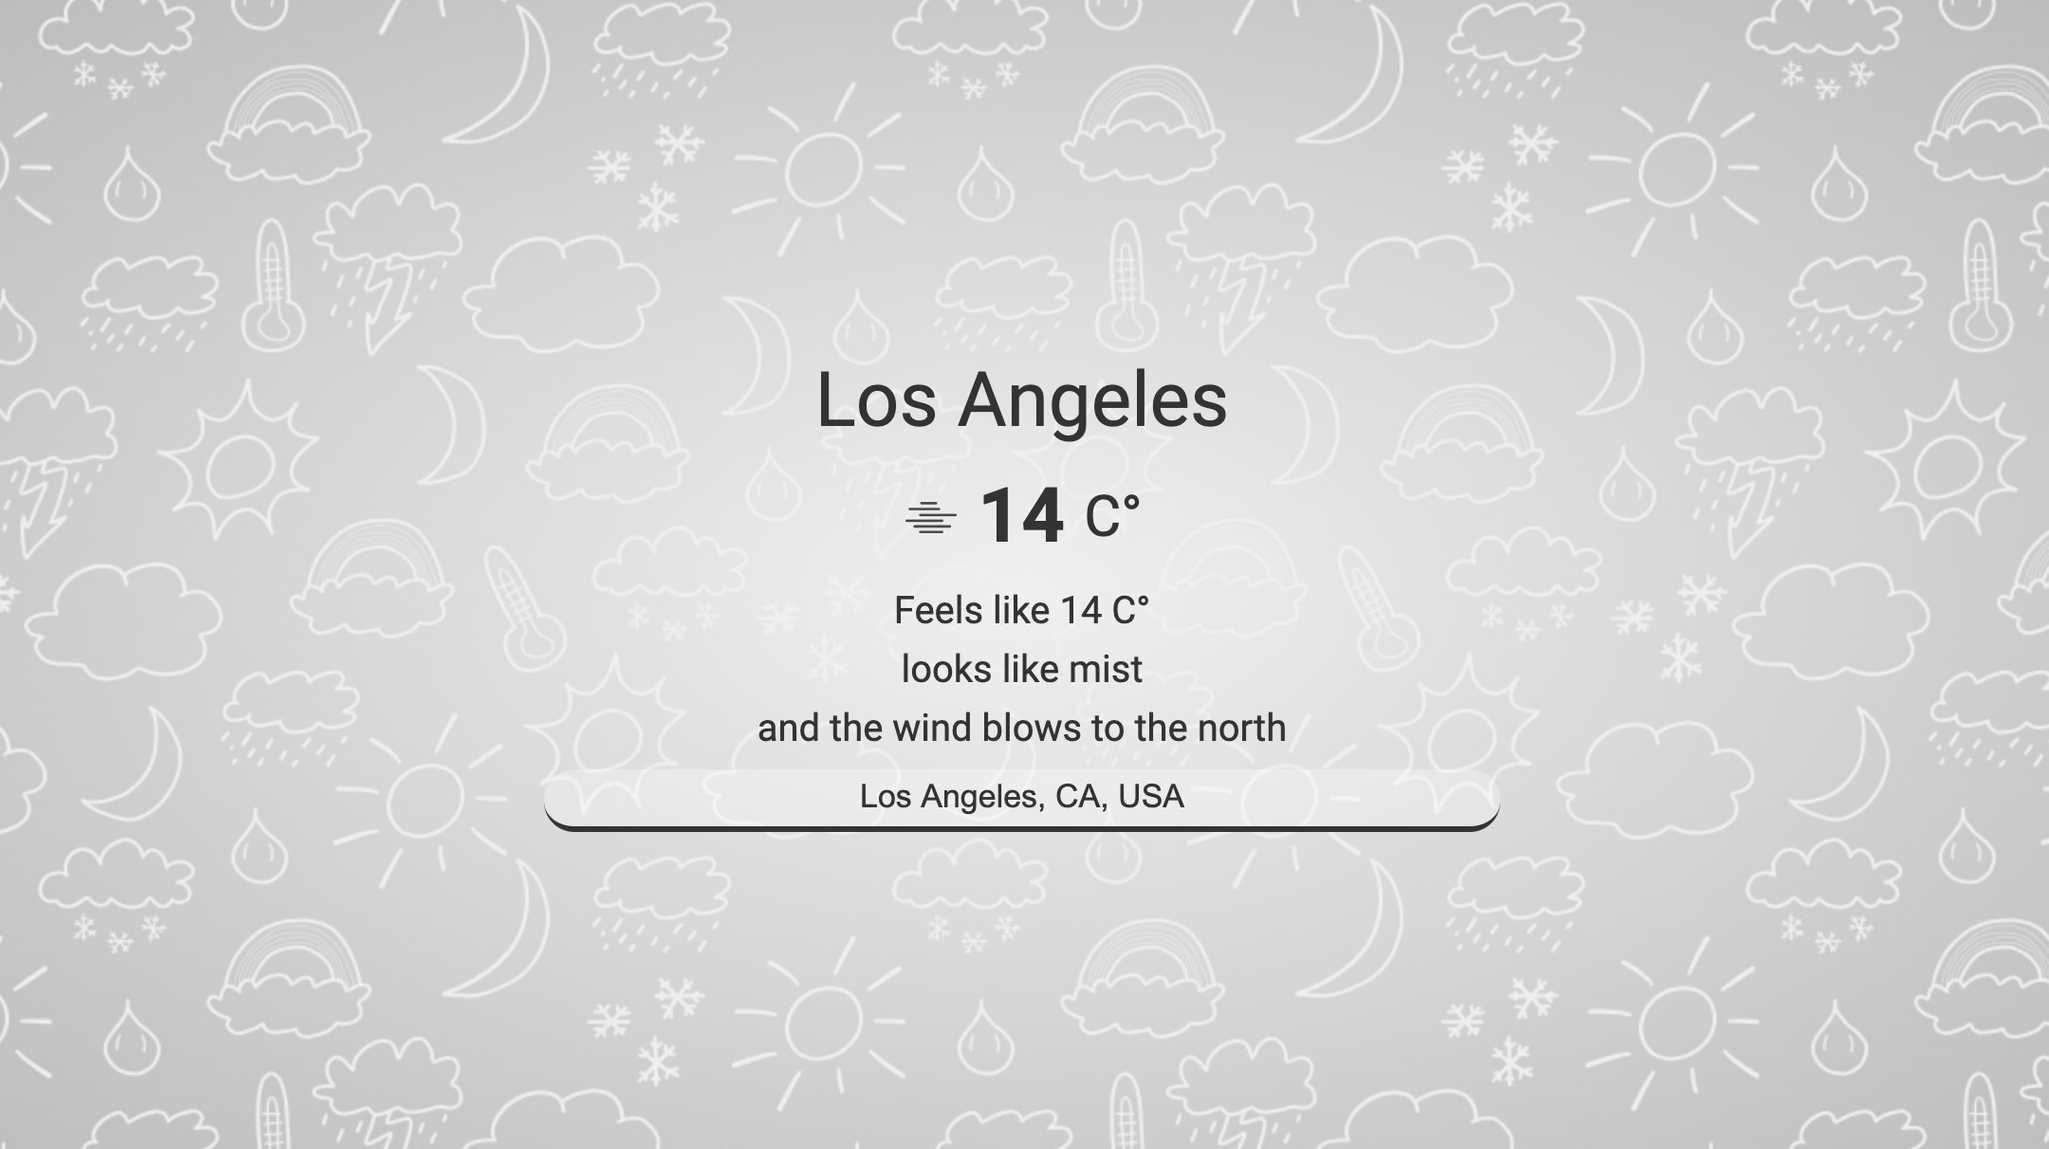 Los Angeles
14 C°
Feels like 14 C°
looks like mist
and the wind blows to the north
Los Angeles, CA, USA